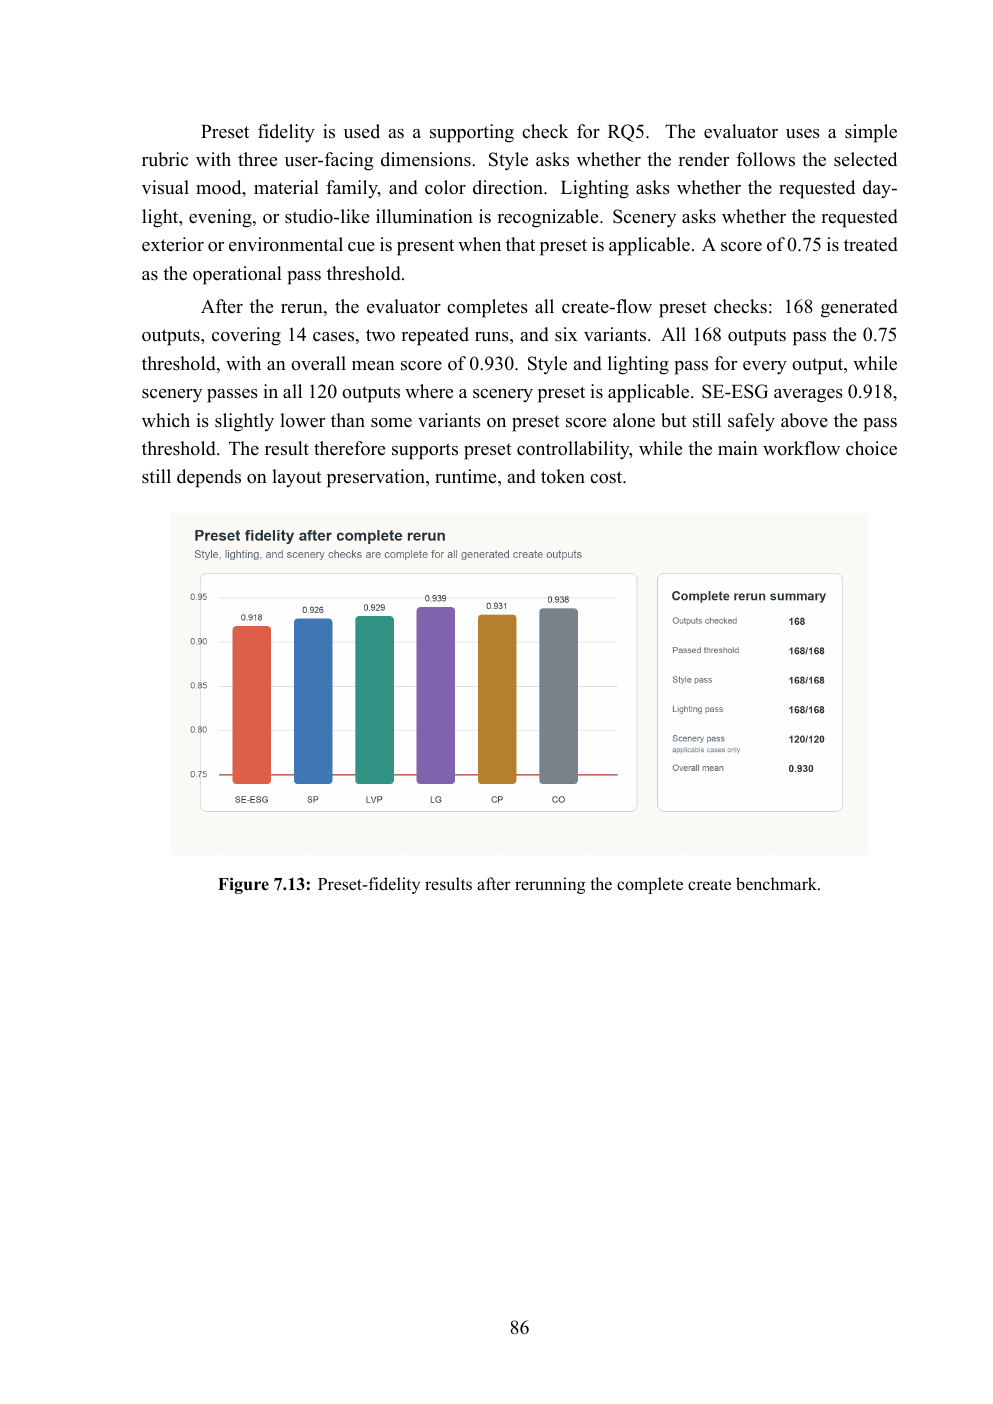 Preset fidelity is used as a supporting check for RQ5. The evaluator uses a simple
rubric with three user-facing dimensions. Style asks whether the render follows the selected
visual mood, material family, and color direction. Lighting asks whether the requested day-
light, evening, or studio-like illumination is recognizable. Scenery asks whether the requested
exterior or environmental cue is present when that preset is applicable. A score of 0.75 is treated
as the operational pass threshold.
After the rerun, the evaluator completes all create-flow preset checks: 168 generated
outputs, covering 14 cases, two repeated runs, and six variants. All 168 outputs pass the 0.75
threshold, with an overall mean score of 0.930. Style and lighting pass for every output, while
scenery passes in all 120 outputs where a scenery preset is applicable. SE-ESG averages 0.918,
which is slightly lower than some variants on preset score alone but still safely above the pass
threshold. The result therefore supports preset controllability, while the main workflow choice
still depends on layout preservation, runtime, and token cost.
Preset fidelity after complete rerun
Style, lighting, and scenery checks are complete for all generated create outputs
0.95
0.90
0.85
0.80
0.75
0.918
0.926
0.929
0.939
0.931
0.938
SE-ESG
SP
LVP
LG
CP
CO
Complete rerun summary
Outputs checked 168
Passed threshold 168/168
Style pass 168/168
Lighting pass 168/168
Scenery pass 120/120
applicable cases only
Overall mean 0.930
Figure 7.13: Preset-fidelity results after rerunning the complete create benchmark.
86